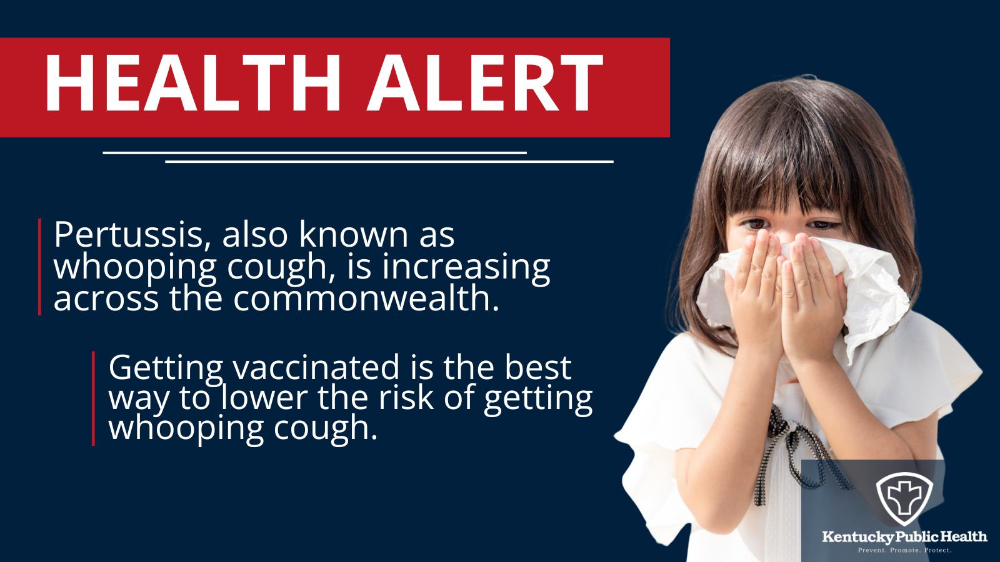 HEALTH ALERT
Pertussis, also known as
whooping cough, is increasing
across the commonwealth.
Getting vaccinated is the best
way to lower the risk of getting
whooping cough.
Kentucky Public Health
Prevent. Promote. Protect.